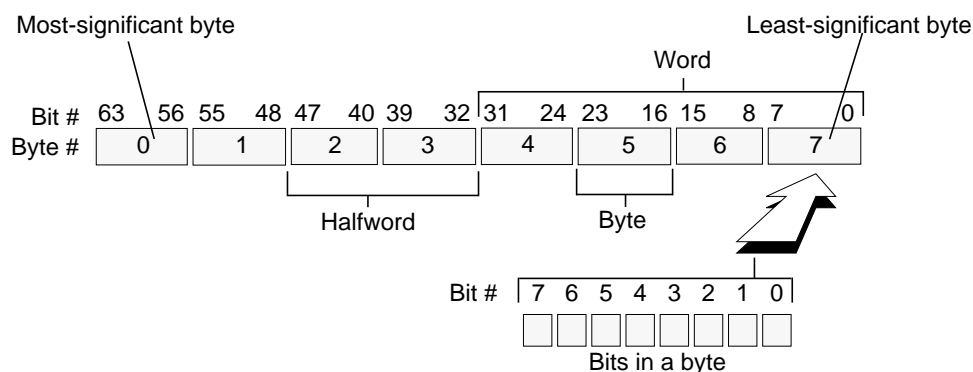 Most-significant byte
Least-significant byte
Word
Bit # 63 56 55 48 47 40 39 32 31 24 23 16 15 8 7 0
Byte # 0 1 2 3 4 5 6 7
Halfword
Byte
Bit # 7 6 5 4 3 2 1 0
Bits in a byte